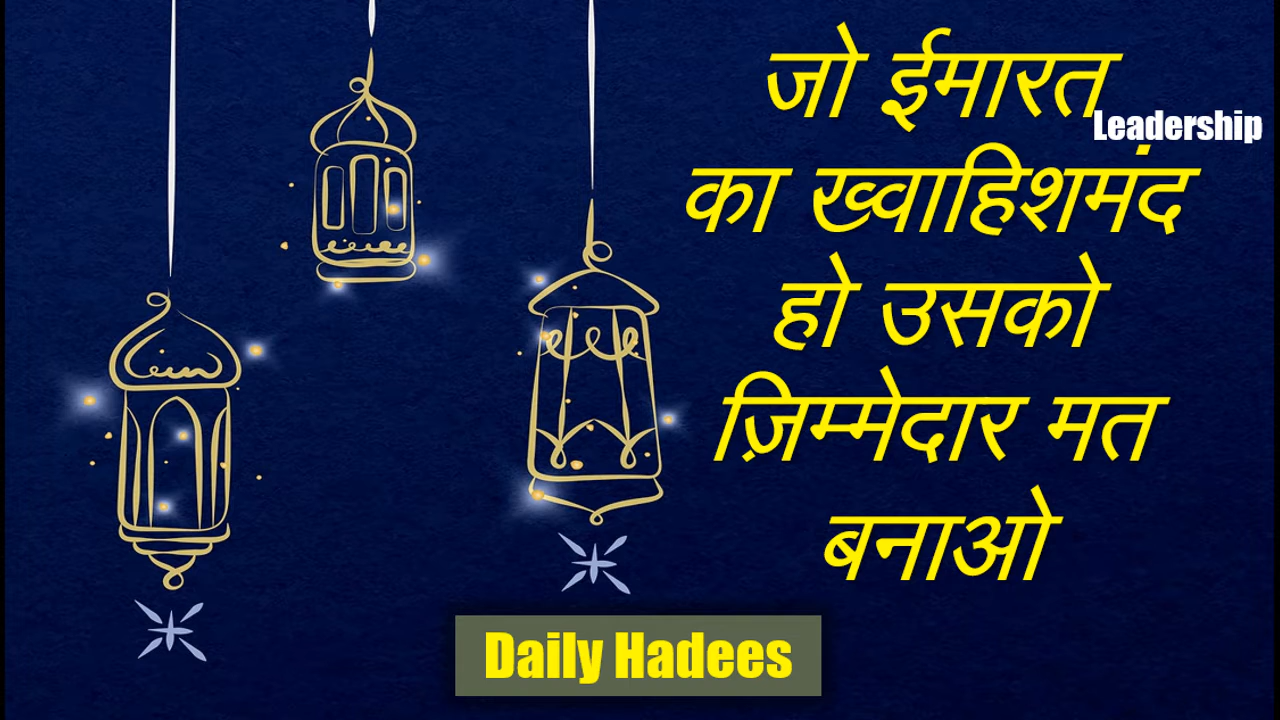 जो ईमारत
Leadership
का ख्वाहिशमंद
हो उसको
ज़िम्मेदार मत
बनाओ
Daily Hadees